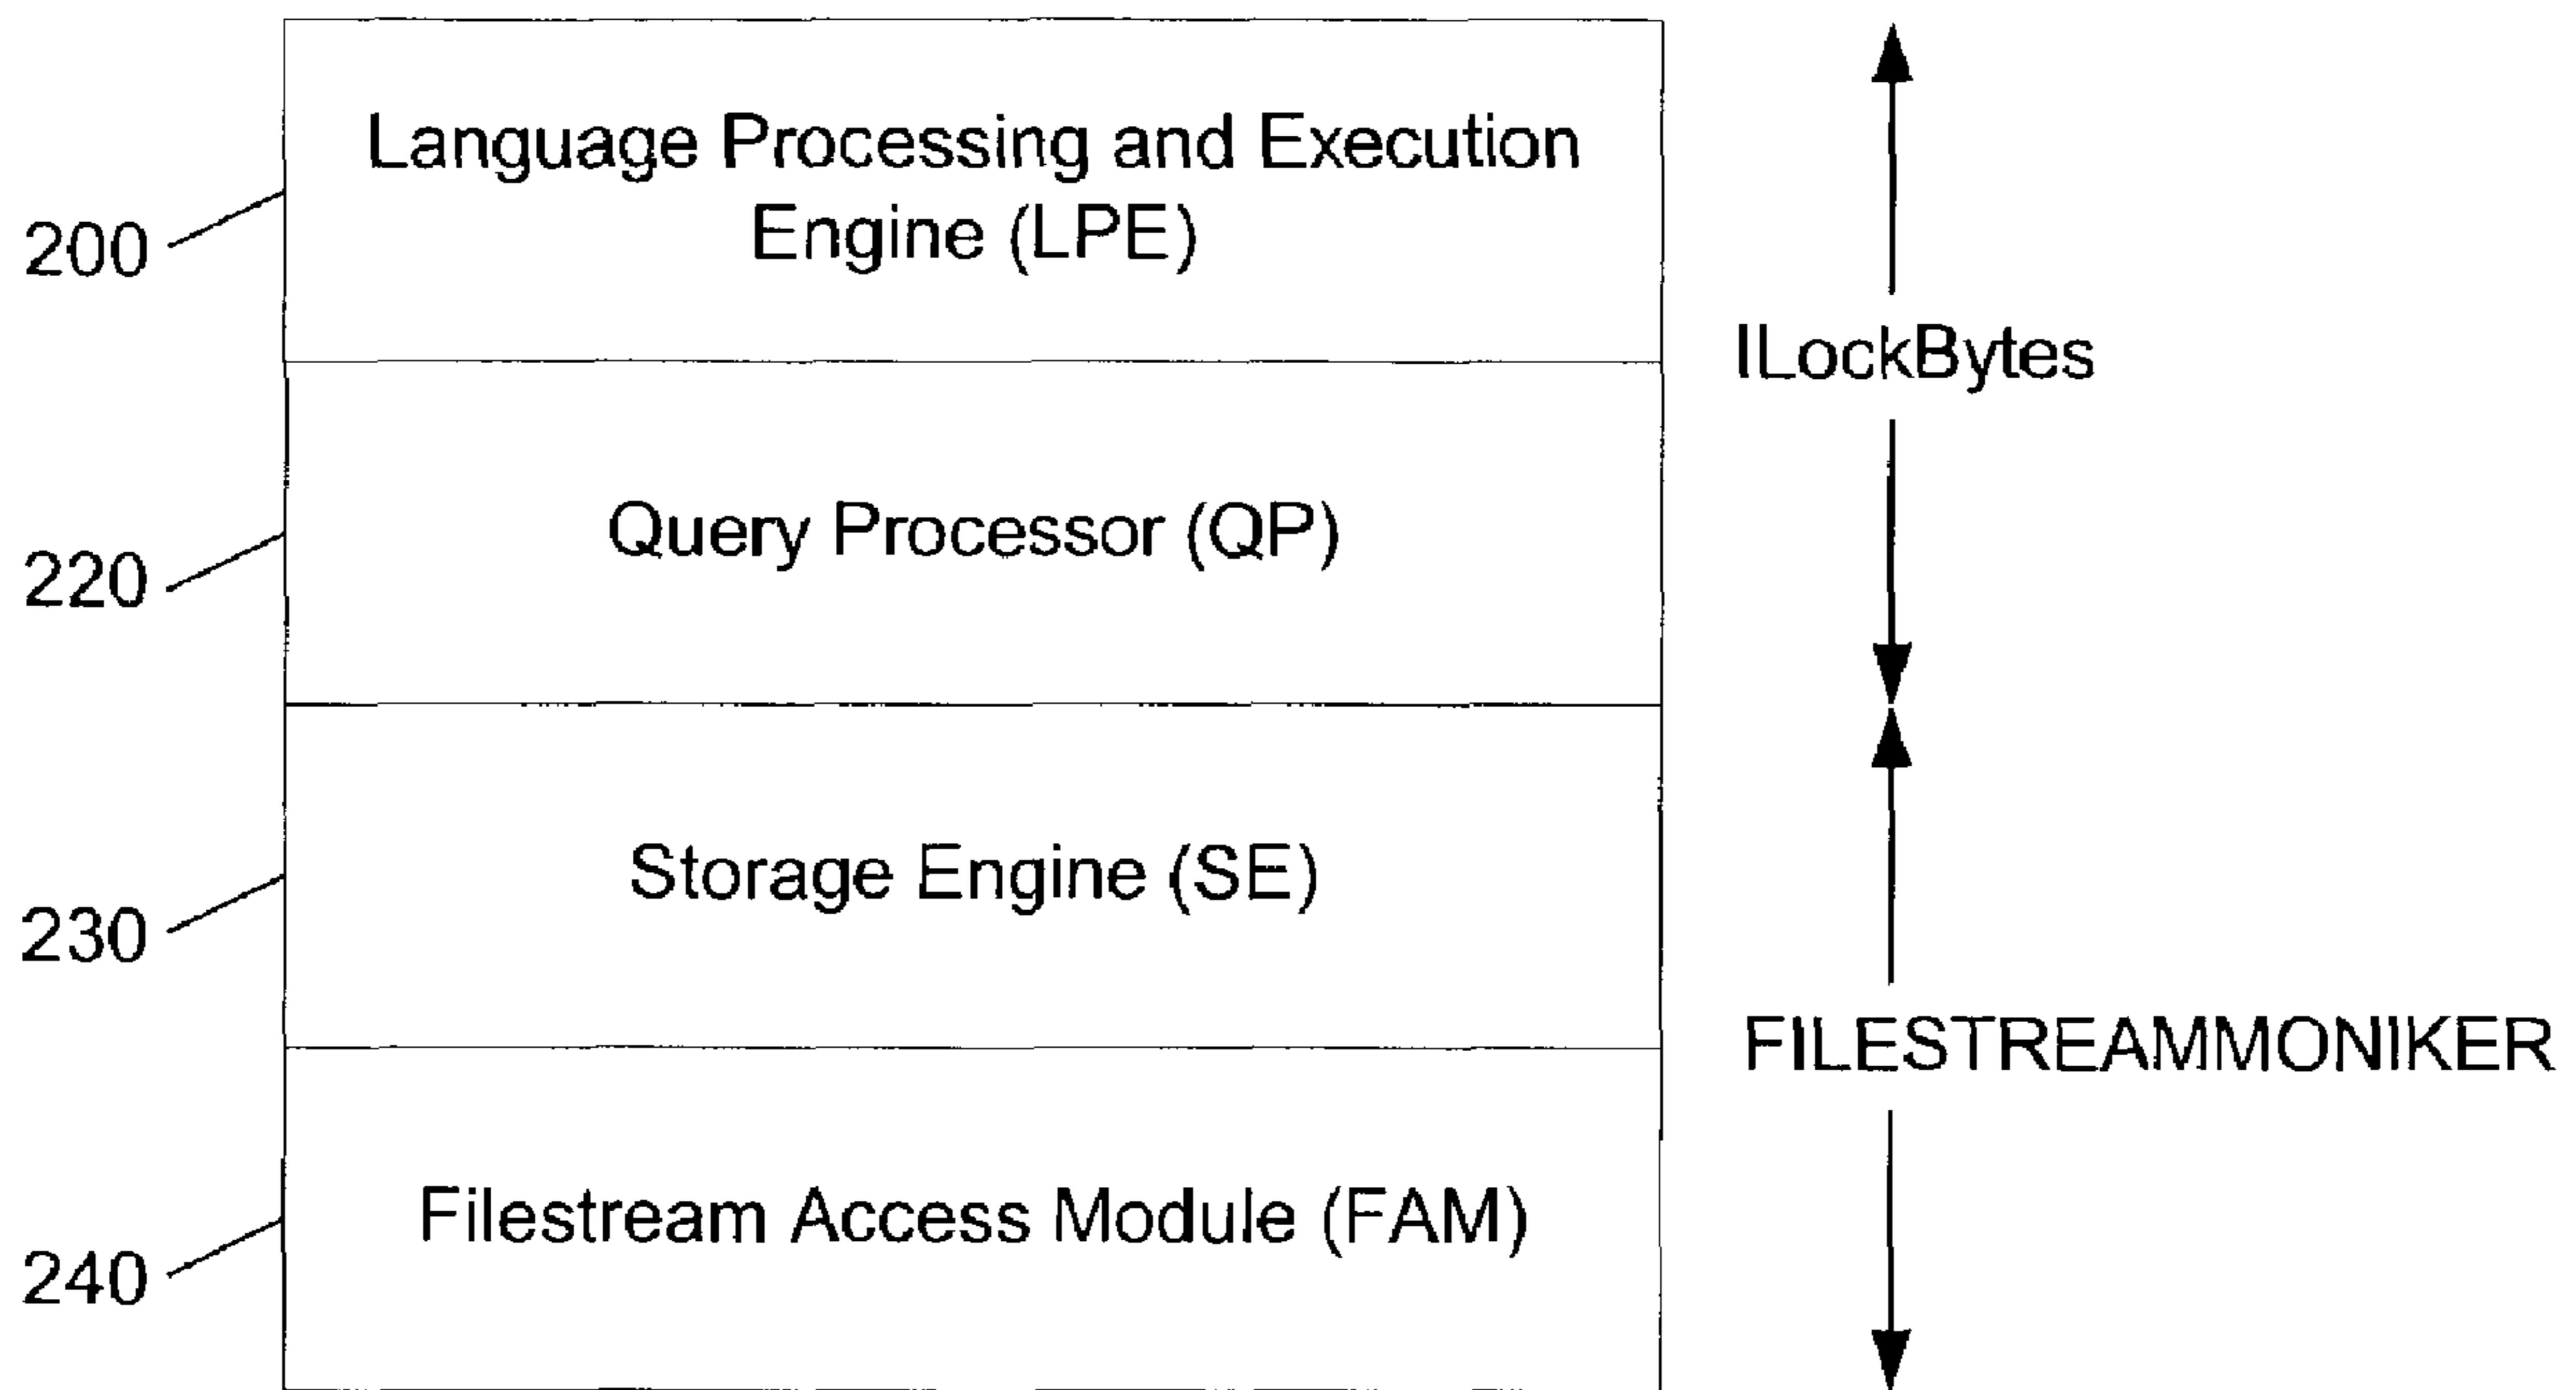 Language Processing and Execution
Engine (LPE)
200
ILockBytes
Query Processor (QP)
220
Storage Engine (SE)
230
FILESTREAMMONIKER
Filestream Access Module (FAM)
240